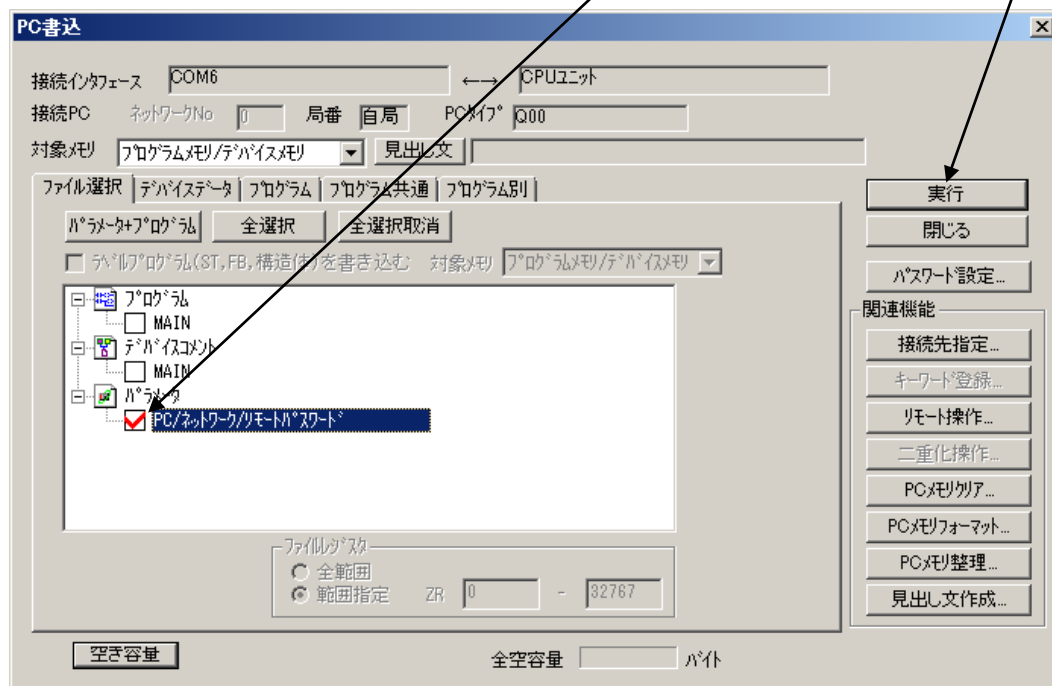 PC書込
接続インタフェース COM6 ←→ CPUユニット
接続PC ネットワークNo 0 局番 自局 PCタイプ Q00
対象メモリ プログラムメモリ/デバイスメモリ 見出し文
ファイル選択 デバイスデータ プログラム プログラム共通 プログラム別
実行
パラメータ+プログラム 全選択 全選択取消
閉じる
ラベルプログラム(ST,FB,構造体)を書き込む 対象メモリ プログラムメモリ/デバイスメモリ
パスワード設定...
プログラム
MAIN
デバイスコメント
MAIN
パラメータ
PC/ネットワーク/リモートパスワード
関連機能
接続先指定...
キーワード登録...
リモート操作...
二重化操作...
PCメモリクリア...
PCメモリフォーマット...
PCメモリ整理...
見出し文作成...
ファイルレジスタ
全範囲
範囲指定 ZR 0 - 32767
空き容量 全空容量 バイト